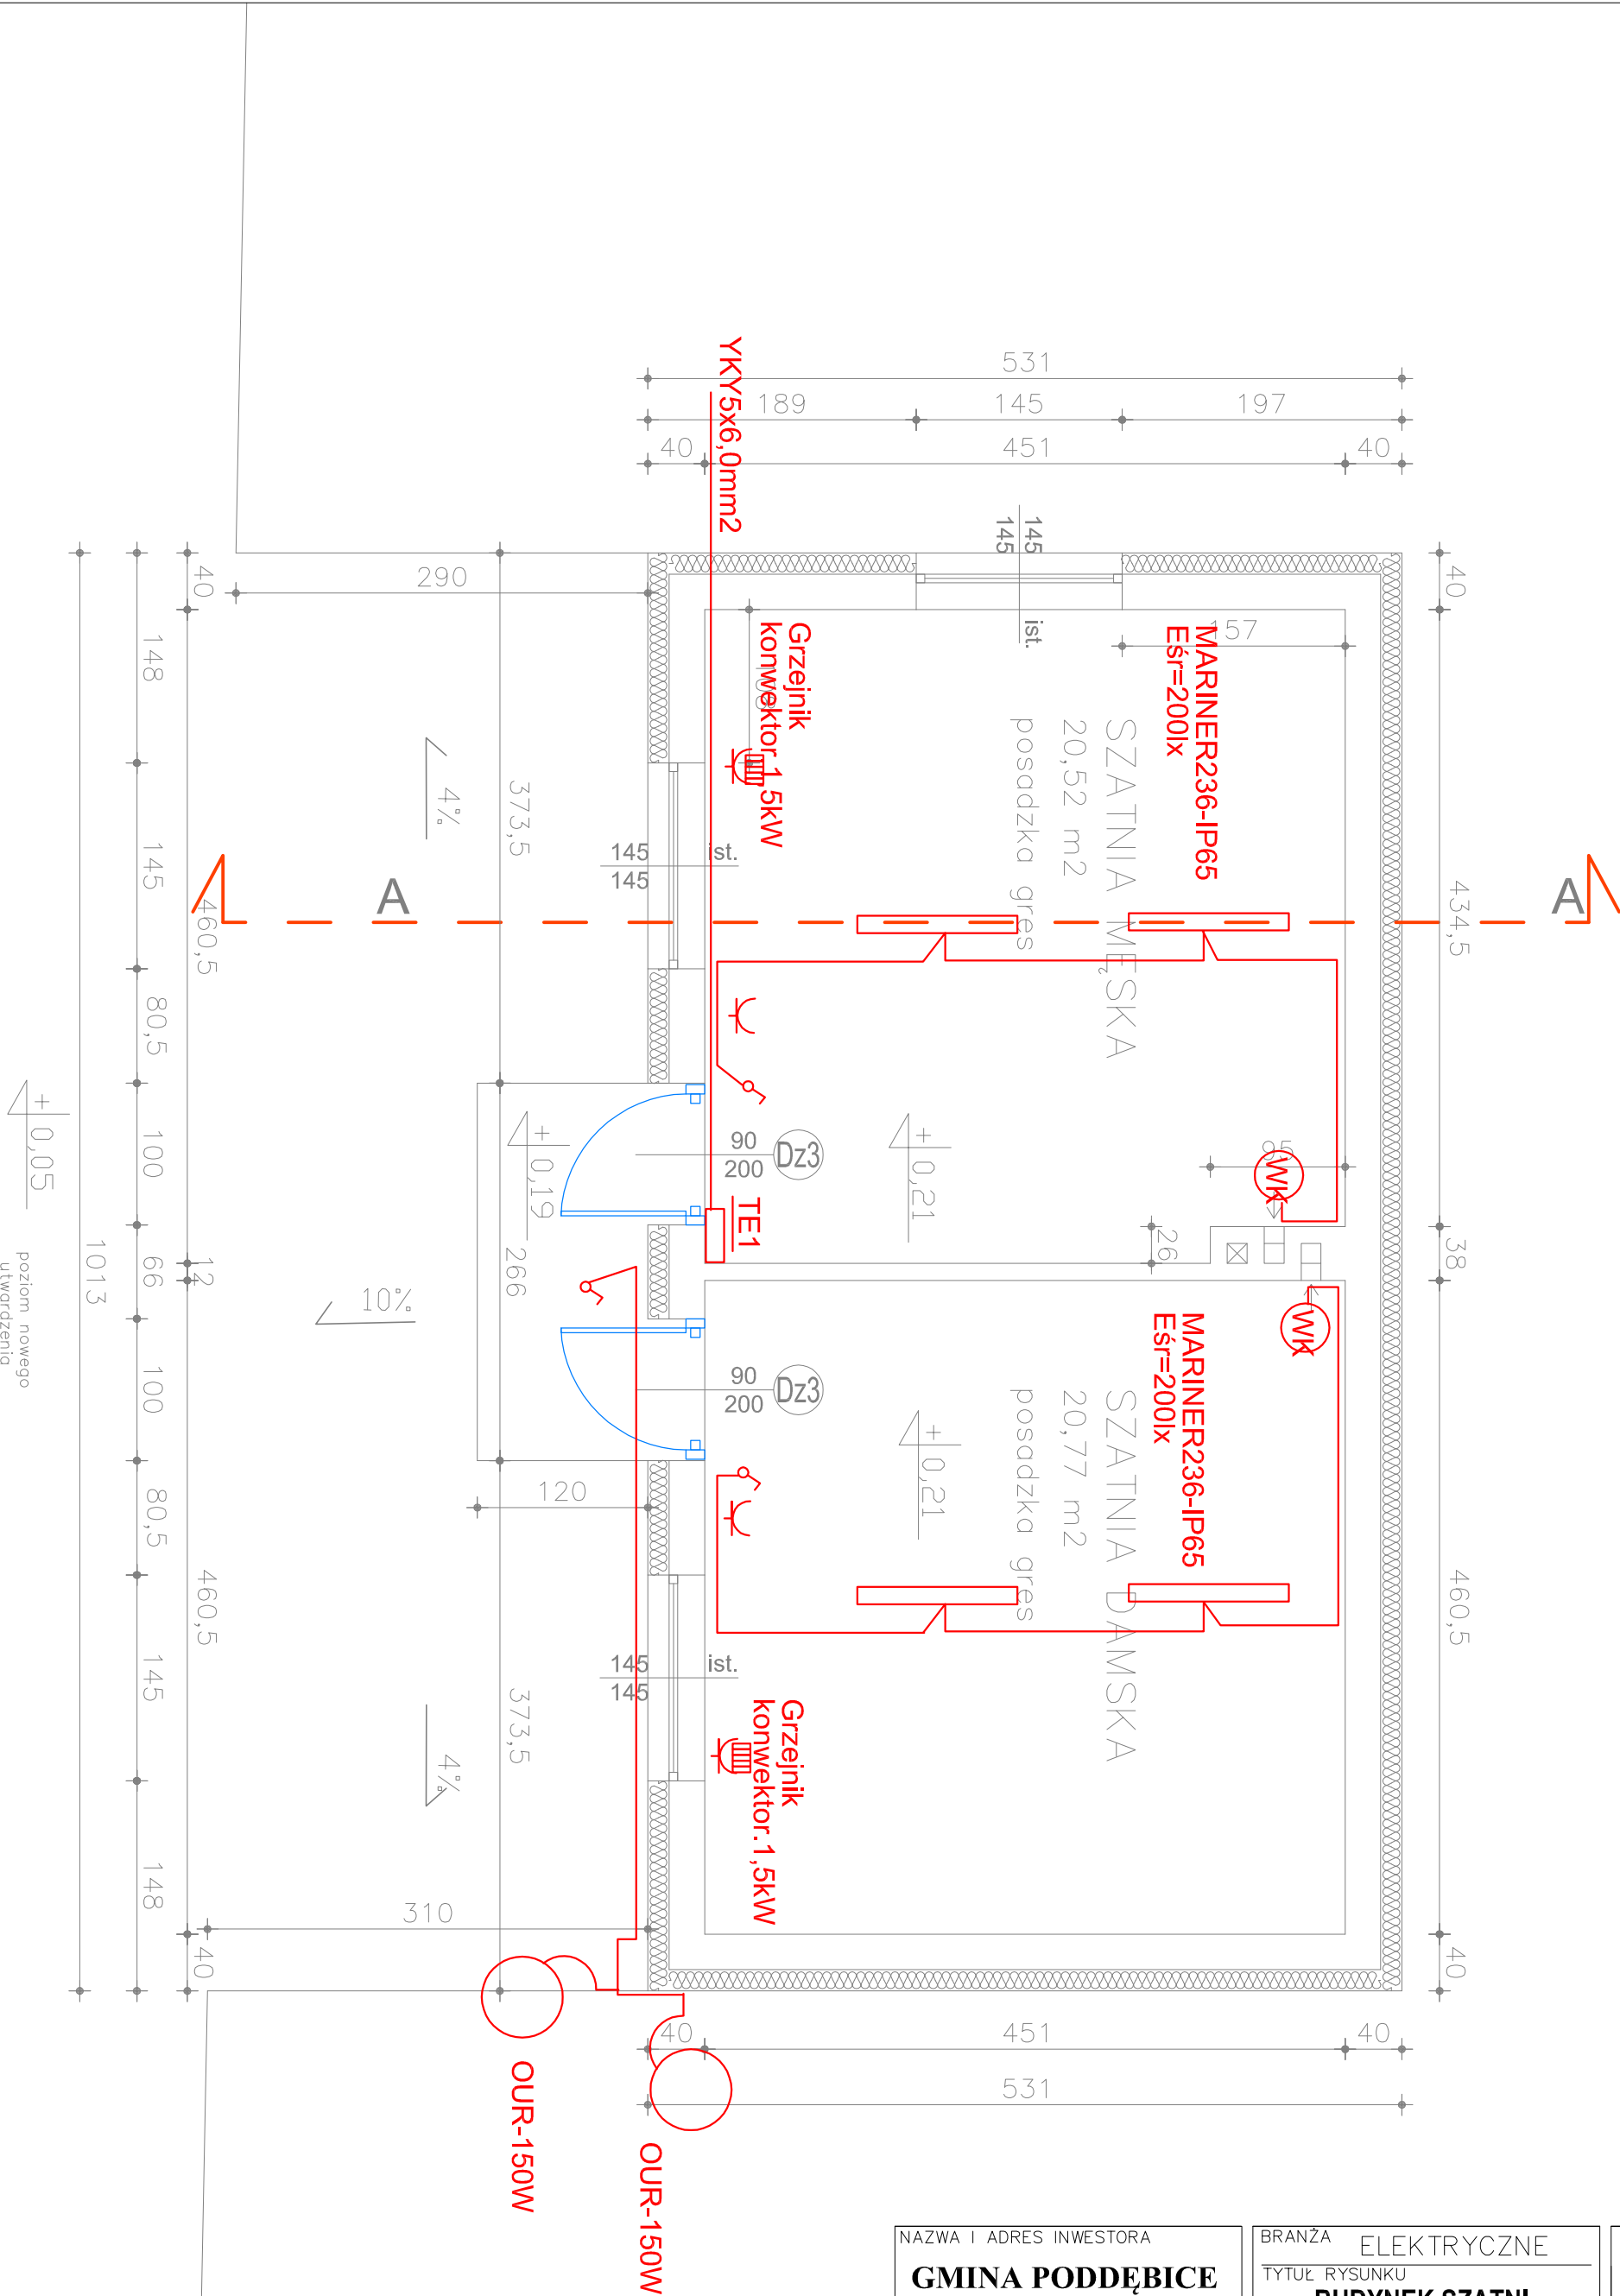 531
189
145
197
40
451
40
YKY5x6,0mm2
145
145
ist.
40
290
40
157
148
Grzejnik
konwektor.1,5kW
MARINER236-IP65
Eśr=200lx
SZATNIA MĘSKA
20,52 m2
posadzka gres
4%
373,5
145
145
145
ist.
A
A
460,5
434,5
80,5
100
+ 0,05
+ 0,19
90
200
Dz3
+ 0,21
95
WK
TE1
26
38
1013
66
12
266
poziom nowego
utwardzenia
10%
WK
MARINER236-IP65
Eśr=200lx
SZATNIA DAMSKA
20,77 m2
posadzka gres
100
90
200
Dz3
+ 0,21
120
80,5
460,5
460,5
145
145
145
ist.
373,5
4%
Grzejnik
konwektor.1,5kW
148
310
40
40
40
451
40
531
OUR-150W
OUR-150W
NAZWA I ADRES INWESTORA
GMINA PODDĘBICE
BRANŻA ELEKTRYCZNE
TYTUŁ RYSUNKU
BUDYNEK SZATNI